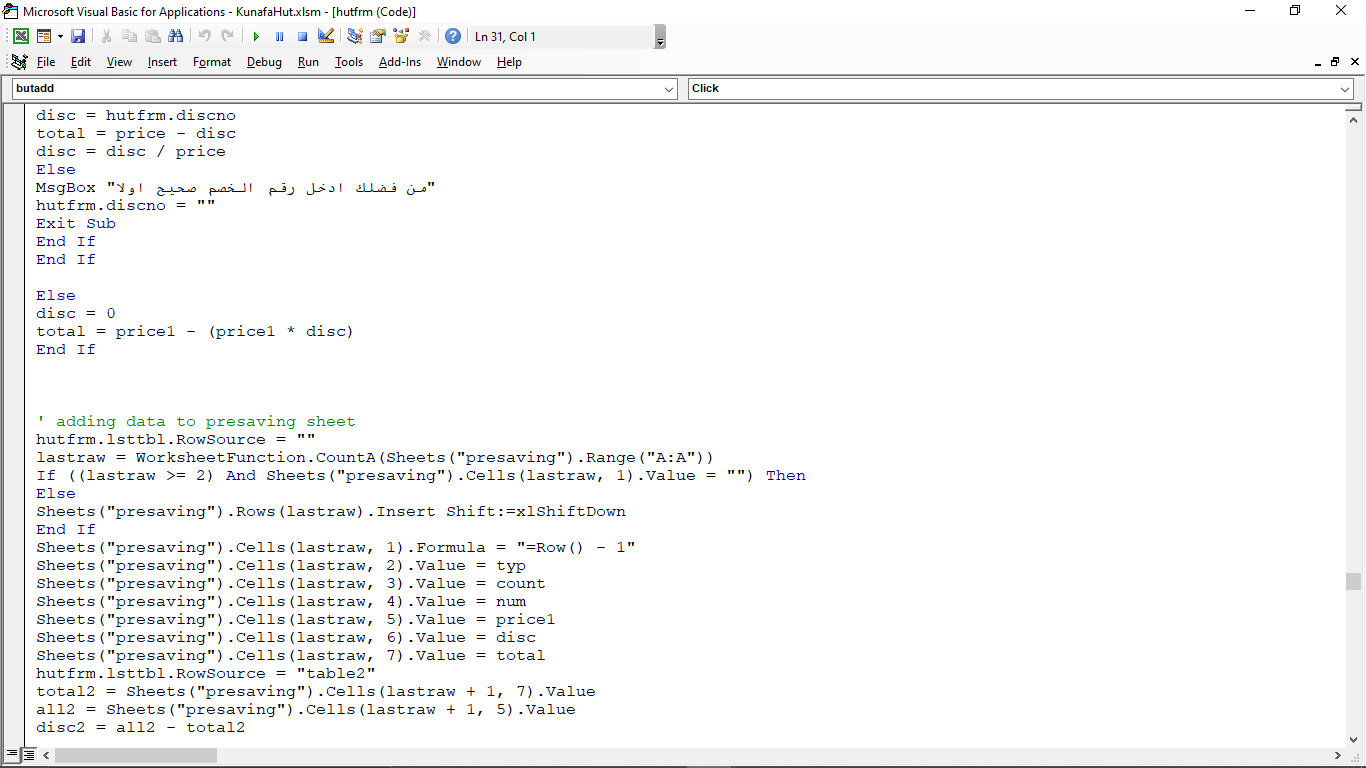 Microsoft Visual Basic for Applications - KunafaHut.xlsm - [hutfrm (Code)]
Ln 31, Col 1
File Edit View Insert Format Debug Run Tools Add-Ins Window Help
butadd Click
disc = hutfrm.discno
total = price - disc
disc = disc / price
Else
MsgBox "من فضلك ادخل رقم الخصم صحيح اولا"
hutfrm.discno = ""
Exit Sub
End If
End If
Else
disc = 0
total = price1 - (price1 * disc)
End If
' adding data to presaving sheet
hutfrm.lsttbl.RowSource = ""
lastraw = WorksheetFunction.CountA(Sheets("presaving").Range("A:A"))
If ((lastraw >= 2) And Sheets("presaving").Cells(lastraw, 1).Value = "") Then
Else
Sheets("presaving").Rows(lastraw).Insert Shift:=xlShiftDown
End If
Sheets("presaving").Cells(lastraw, 1).Formula = "=Row() - 1"
Sheets("presaving").Cells(lastraw, 2).Value = typ
Sheets("presaving").Cells(lastraw, 3).Value = count
Sheets("presaving").Cells(lastraw, 4).Value = num
Sheets("presaving").Cells(lastraw, 5).Value = price1
Sheets("presaving").Cells(lastraw, 6).Value = disc
Sheets("presaving").Cells(lastraw, 7).Value = total
hutfrm.lsttbl.RowSource = "table2"
total2 = Sheets("presaving").Cells(lastraw + 1, 7).Value
all2 = Sheets("presaving").Cells(lastraw + 1, 5).Value
disc2 = all2 - total2